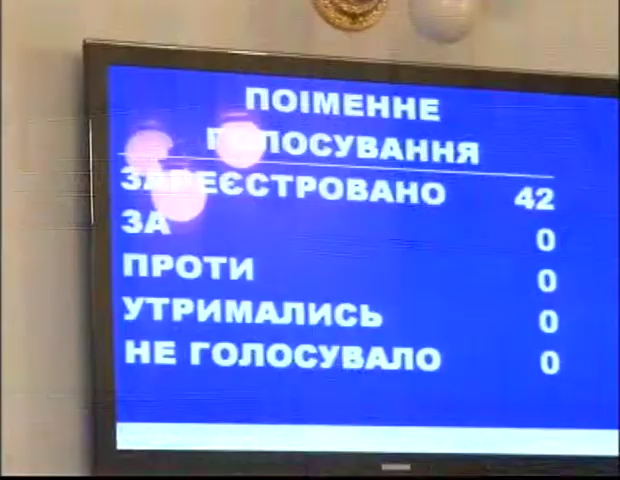 ПОІМЕННЕ
ГОЛОСУВАННЯ
ЗАРЕЄСТРОВАНО 42
ЗА 0
ПРОТИ 0
УТРИМАЛИСЬ 0
НЕ ГОЛОСУВАЛО 0